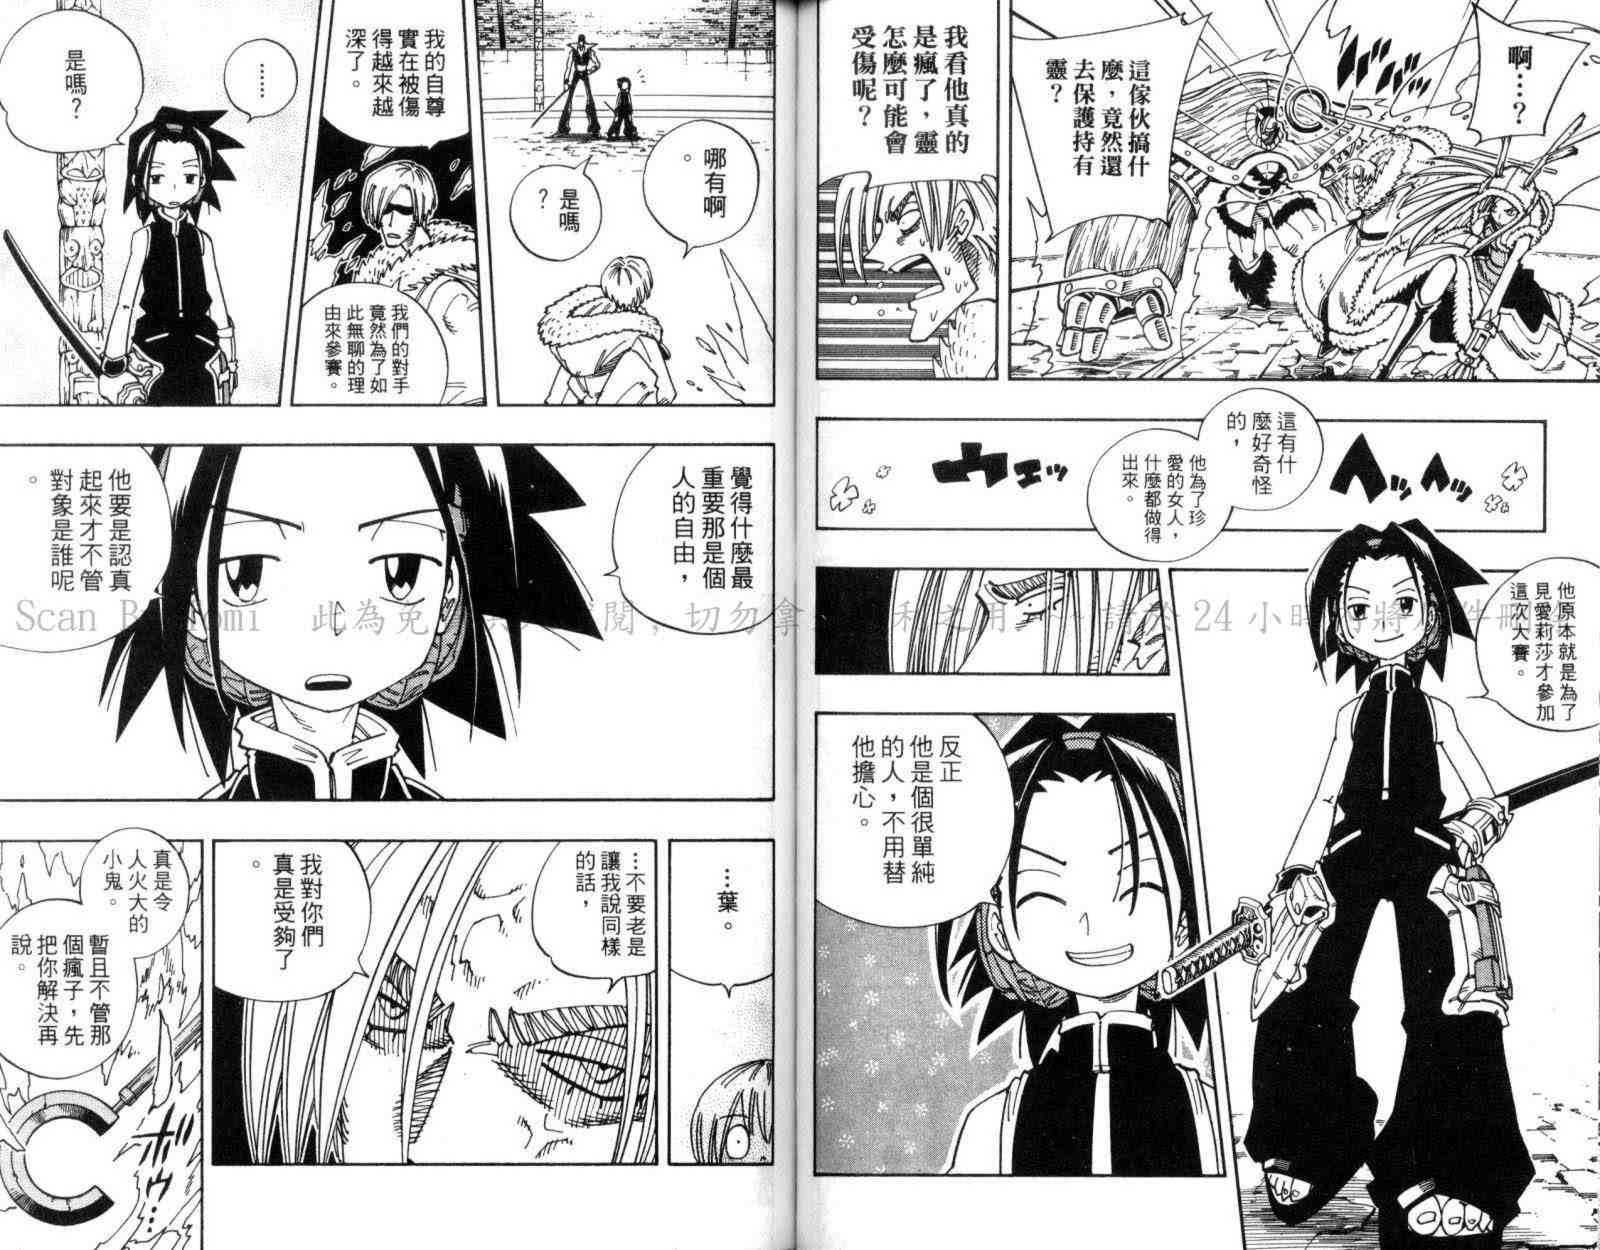 啊……?
這傢伙搞什
麼，竟然還
去保護持有
靈?
我看他真的
是瘋了，靈
怎麼可能會
受傷呢?
這有什
麼好奇怪
的，
他為了珍
愛的女人，
什麼都做得
出來。
ヘッヘッ
ウェッ
他原本就是為了
見愛莉莎才參加
這次大賽。
反正
他是個很單純
的人，不用替
他擔心。
哪有啊
。
是嗎
?
我的自尊
實在被傷
得越來越
深了。
我們的對手
竟然為了如
此無聊的理
由來參賽。
……
是嗎?
覺得什麼最
重要那是個
人的自由，
他要是認真
起來才不管
對象是誰呢
。
…葉。
…不要老是
讓我說同樣
的話，
我對你們
真是受夠了
。
真是令
人火大的
小鬼。
暫且不管那
個瘋子，先
把你解決再
說。
ボウ…
Scan B
omi 此為免
閱，切勿拿
利之用
請於24小時
將
件刪